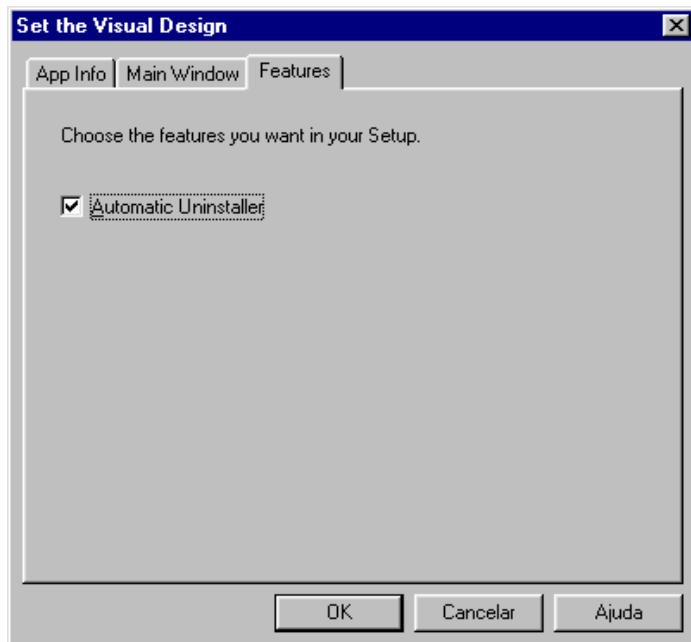 Set the Visual Design
App Info Main Window Features
Choose the features you want in your Setup.
Automatic Uninstaller
OK Cancelar Ajuda